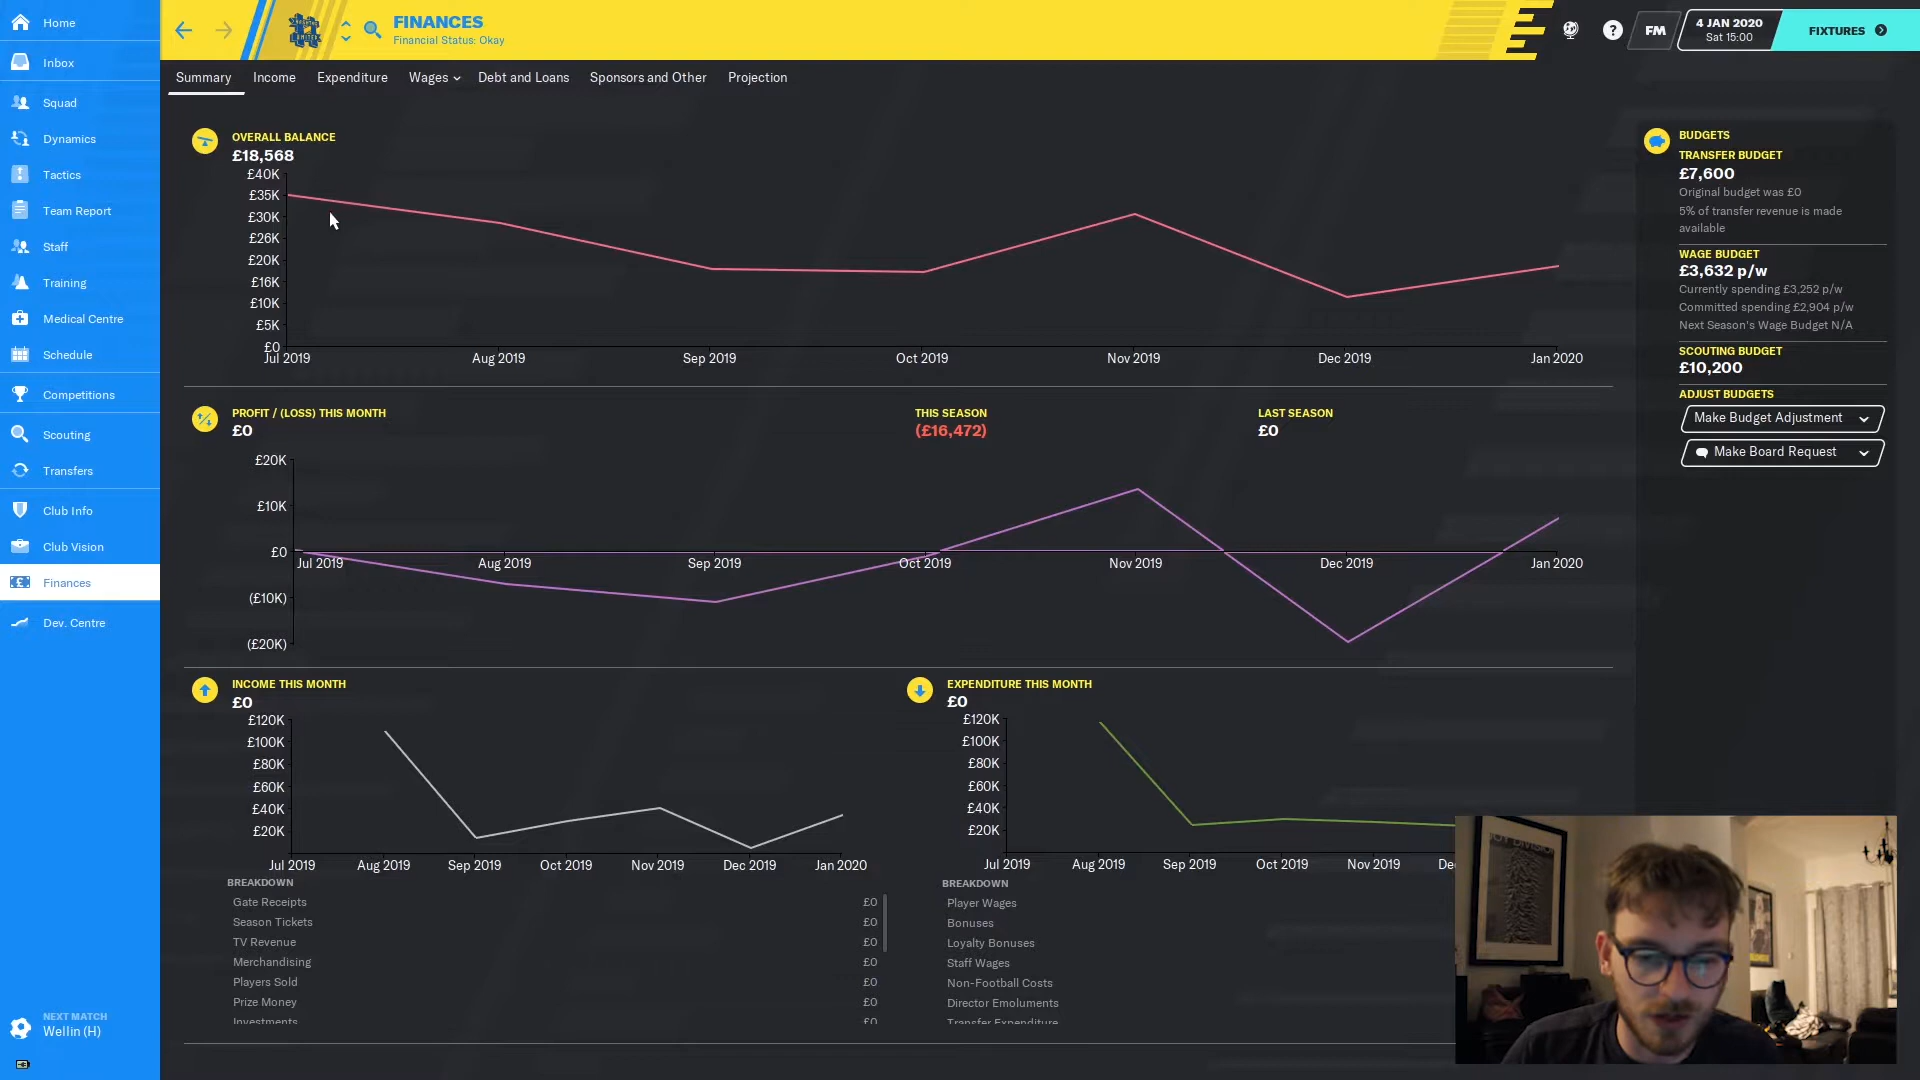 Home
Inbox
Squad
Dynamics
Tactics
Team Report
Staff
Training
Medical Centre
Schedule
Competitions
Scouting
Transfers
Club Info
Club Vision
Finances
Dev. Centre
NEXT MATCH
Wellin (H)
FINANCES
Financial Status: Okay
FM
4 JAN 2020
Sat 15:00
FIXTURES
Summary Income Expenditure Wages Debt and Loans Sponsors and Other Projection
OVERALL BALANCE
£18,568
£40K
£35K
£30K
£26K
£20K
£16K
£10K
£5K
£0
Jul 2019 Aug 2019 Sep 2019 Oct 2019 Nov 2019 Dec 2019 Jan 2020
PROFIT / (LOSS) THIS MONTH
£0
THIS SEASON
(£16,472)
LAST SEASON
£0
£20K
£10K
£0
(£10K)
(£20K)
Jul 2019 Aug 2019 Sep 2019 Oct 2019 Nov 2019 Dec 2019 Jan 2020
INCOME THIS MONTH
£0
£120K
£100K
£80K
£60K
£40K
£20K
Jul 2019 Aug 2019 Sep 2019 Oct 2019 Nov 2019 Dec 2019 Jan 2020
BREAKDOWN
Gate Receipts £0
Season Tickets £0
TV Revenue £0
Merchandising £0
Players Sold £0
Prize Money £0
Investments £0
EXPENDITURE THIS MONTH
£0
£120K
£100K
£80K
£60K
£40K
£20K
Jul 2019 Aug 2019 Sep 2019 Oct 2019 Nov 2019 De
BREAKDOWN
Player Wages
Bonuses
Loyalty Bonuses
Staff Wages
Non-Football Costs
Director Emoluments
Transfer Expenditure
BUDGETS
TRANSFER BUDGET
£7,600
Original budget was £0
5% of transfer revenue is made
available
WAGE BUDGET
£3,632 p/w
Currently spending £3,252 p/w
Committed spending £2,904 p/w
Next Season's Wage Budget N/A
SCOUTING BUDGET
£10,200
ADJUST BUDGETS
Make Budget Adjustment
Make Board Request